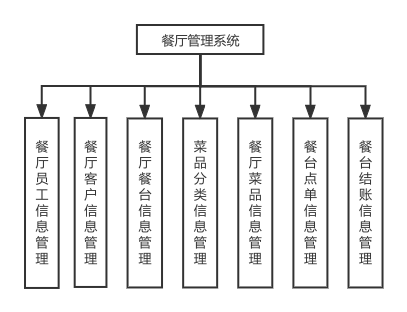 餐厅管理系统
餐厅员工信息管理
餐厅客户信息管理
餐厅餐台信息管理
菜品分类信息管理
餐厅菜品信息管理
餐台点单信息管理
餐台结账信息管理